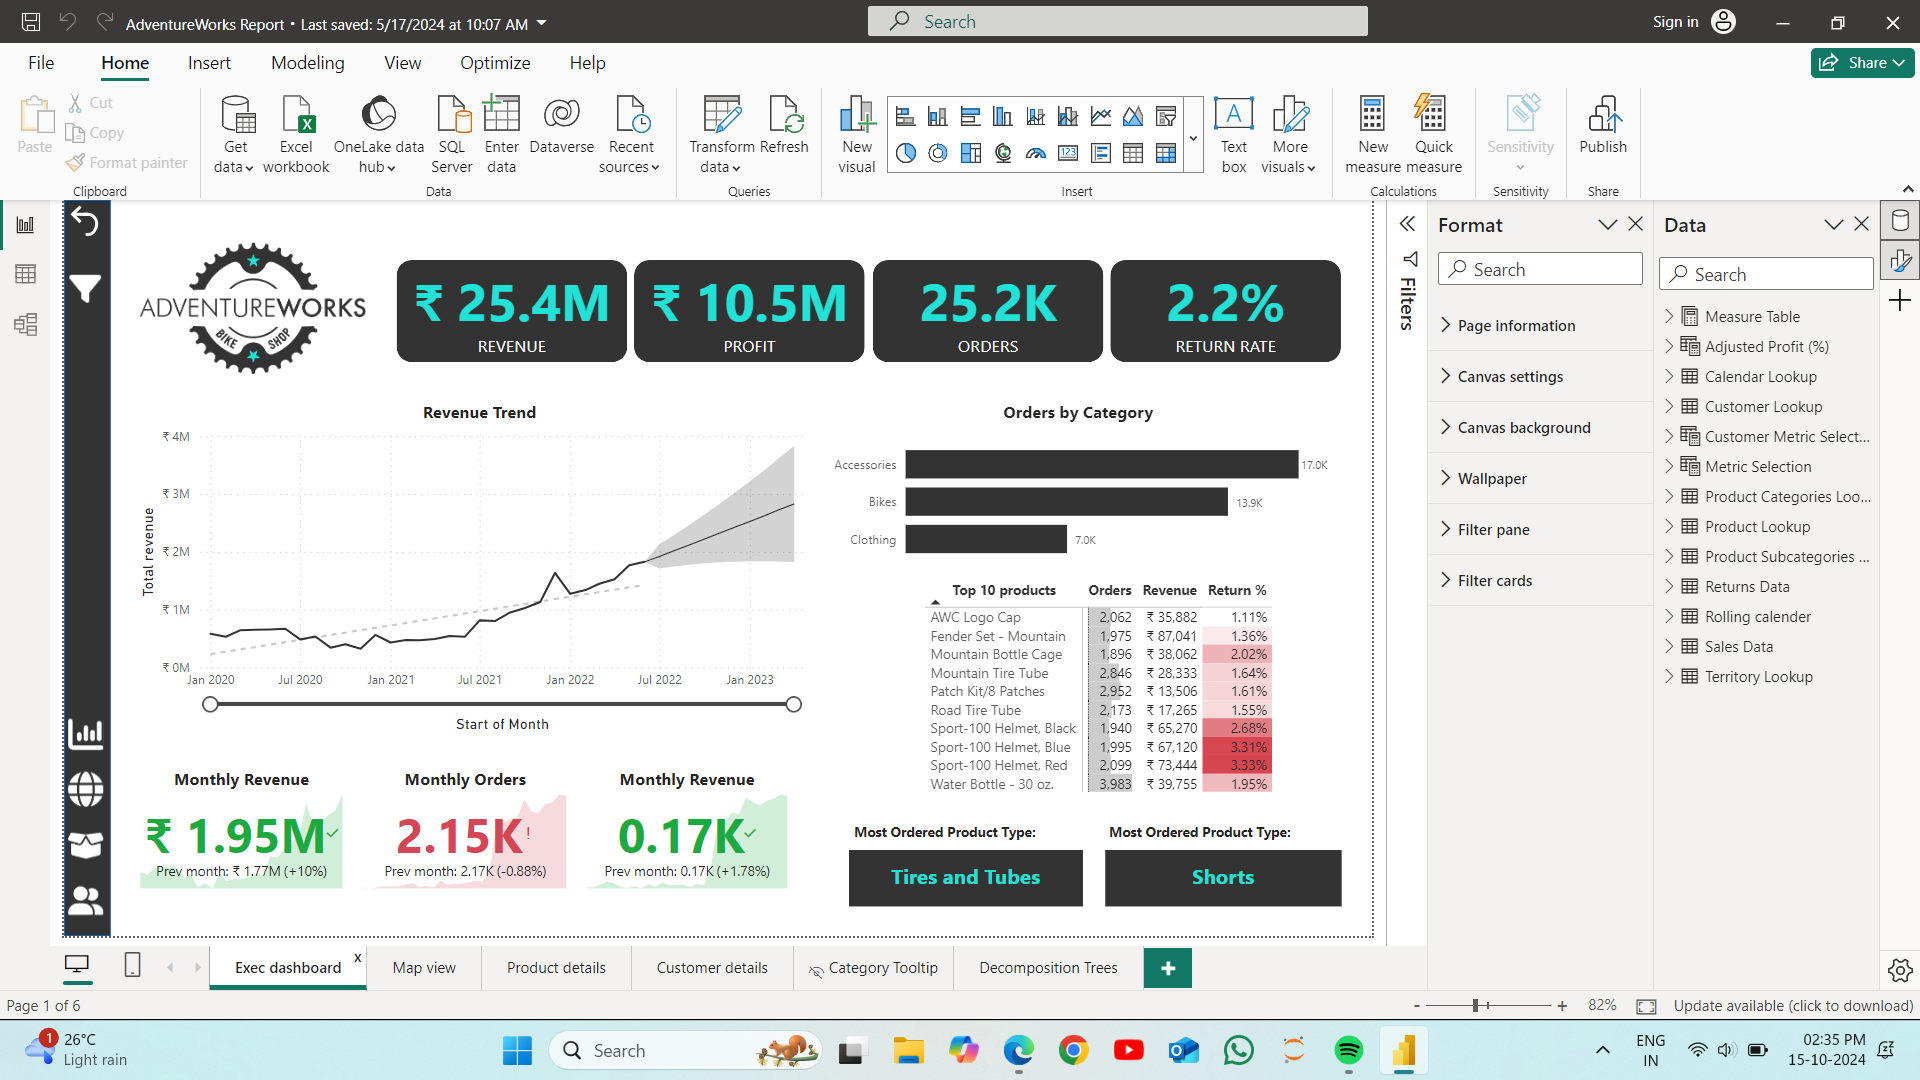 AdventureWorks Report • Last saved: 5/17/2024 at 10:07 AM
Search
Sign in
File Home Insert Modeling View Optimize Help
Share
Paste
Cut
Copy
Format painter
Clipboard
Get data
Excel workbook
OneLake data hub
SQL Server
Enter data
Dataverse
Recent sources
Data
Transform data
Refresh
Queries
New visual
123
Insert
A
Text box
More visuals
New measure
Quick measure
Calculations
Sensitivity
Sensitivity
Publish
Share
ADVENTUREWORKS
BIKE SHOP
₹ 25.4M
REVENUE
₹ 10.5M
PROFIT
25.2K
ORDERS
2.2%
RETURN RATE
Revenue Trend
Total revenue
₹ 4M
₹ 3M
₹ 2M
₹ 1M
₹ 0M
Jan 2020 Jul 2020 Jan 2021 Jul 2021 Jan 2022 Jul 2022 Jan 2023
Start of Month
Orders by Category
Accessories 17.0K
Bikes 13.9K
Clothing 7.0K
Top 10 products Orders Revenue Return %
AWC Logo Cap 2,062 ₹ 35,882 1.11%
Fender Set - Mountain 1,975 ₹ 87,041 1.36%
Mountain Bottle Cage 1,896 ₹ 38,062 2.02%
Mountain Tire Tube 2,846 ₹ 28,333 1.64%
Patch Kit/8 Patches 2,952 ₹ 13,506 1.61%
Road Tire Tube 2,173 ₹ 17,265 1.55%
Sport-100 Helmet, Black 1,940 ₹ 65,270 2.68%
Sport-100 Helmet, Blue 1,995 ₹ 67,120 3.31%
Sport-100 Helmet, Red 2,099 ₹ 73,444 3.33%
Water Bottle - 30 oz. 3,983 ₹ 39,755 1.95%
Monthly Revenue
₹ 1.95M
Prev month: ₹ 1.77M (+10%)
Monthly Orders
2.15K!
Prev month: 2.17K (-0.88%)
Monthly Revenue
0.17K
Prev month: 0.17K (+1.78%)
Most Ordered Product Type:
Tires and Tubes
Most Ordered Product Type:
Shorts
Filters
Format
Search
Page information
Canvas settings
Canvas background
Wallpaper
Filter pane
Filter cards
Data
Search
Measure Table
Adjusted Profit (%)
Calendar Lookup
Customer Lookup
Customer Metric Select...
Metric Selection
Product Categories Loo...
Product Lookup
Product Subcategories ...
Returns Data
Rolling calender
Sales Data
Territory Lookup
Exec dashboard x
Map view
Product details
Customer details
Category Tooltip
Decomposition Trees
+
Page 1 of 6
- + 82%
Update available (click to download)
1
26°C
Light rain
Search
ENG
IN
02:35 PM
15-10-2024